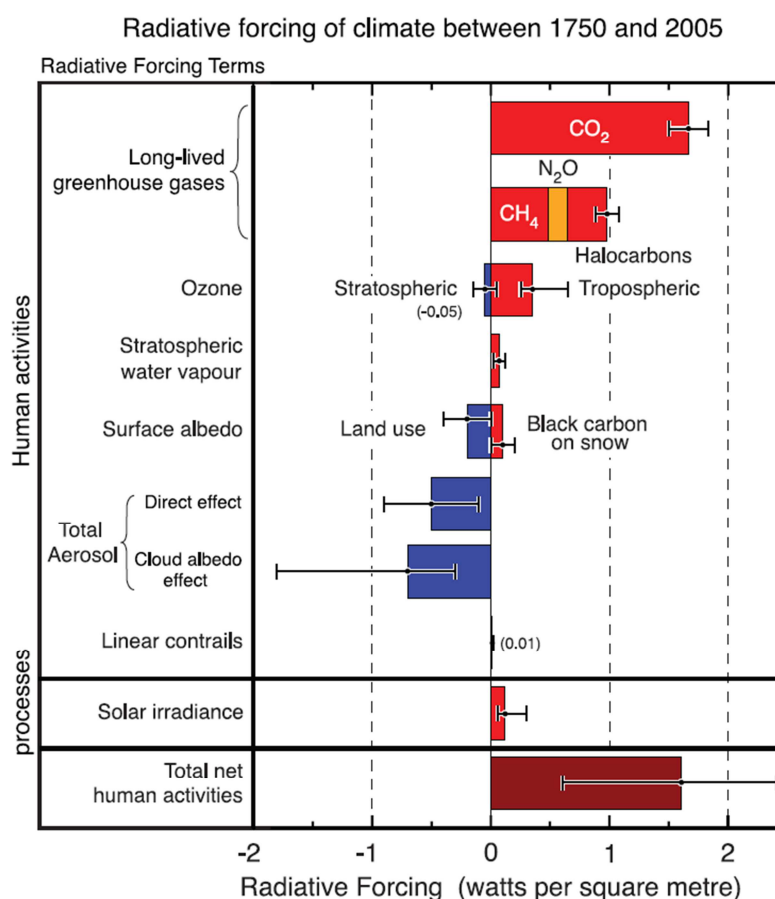 Radiative forcing of climate between 1750 and 2005
Radiative Forcing Terms
Human activities
Long-lived
greenhouse gases
CO₂
N₂O
CH₄
Halocarbons
Ozone
Stratospheric
(-0.05)
Tropospheric
Stratospheric
water vapour
Surface albedo
Land use
Black carbon
on snow
Total
Aerosol
Direct effect
Cloud albedo
effect
Linear contrails
(0.01)
processes
Solar irradiance
Total net
human activities
-2 -1 0 1 2
Radiative Forcing (watts per square metre)